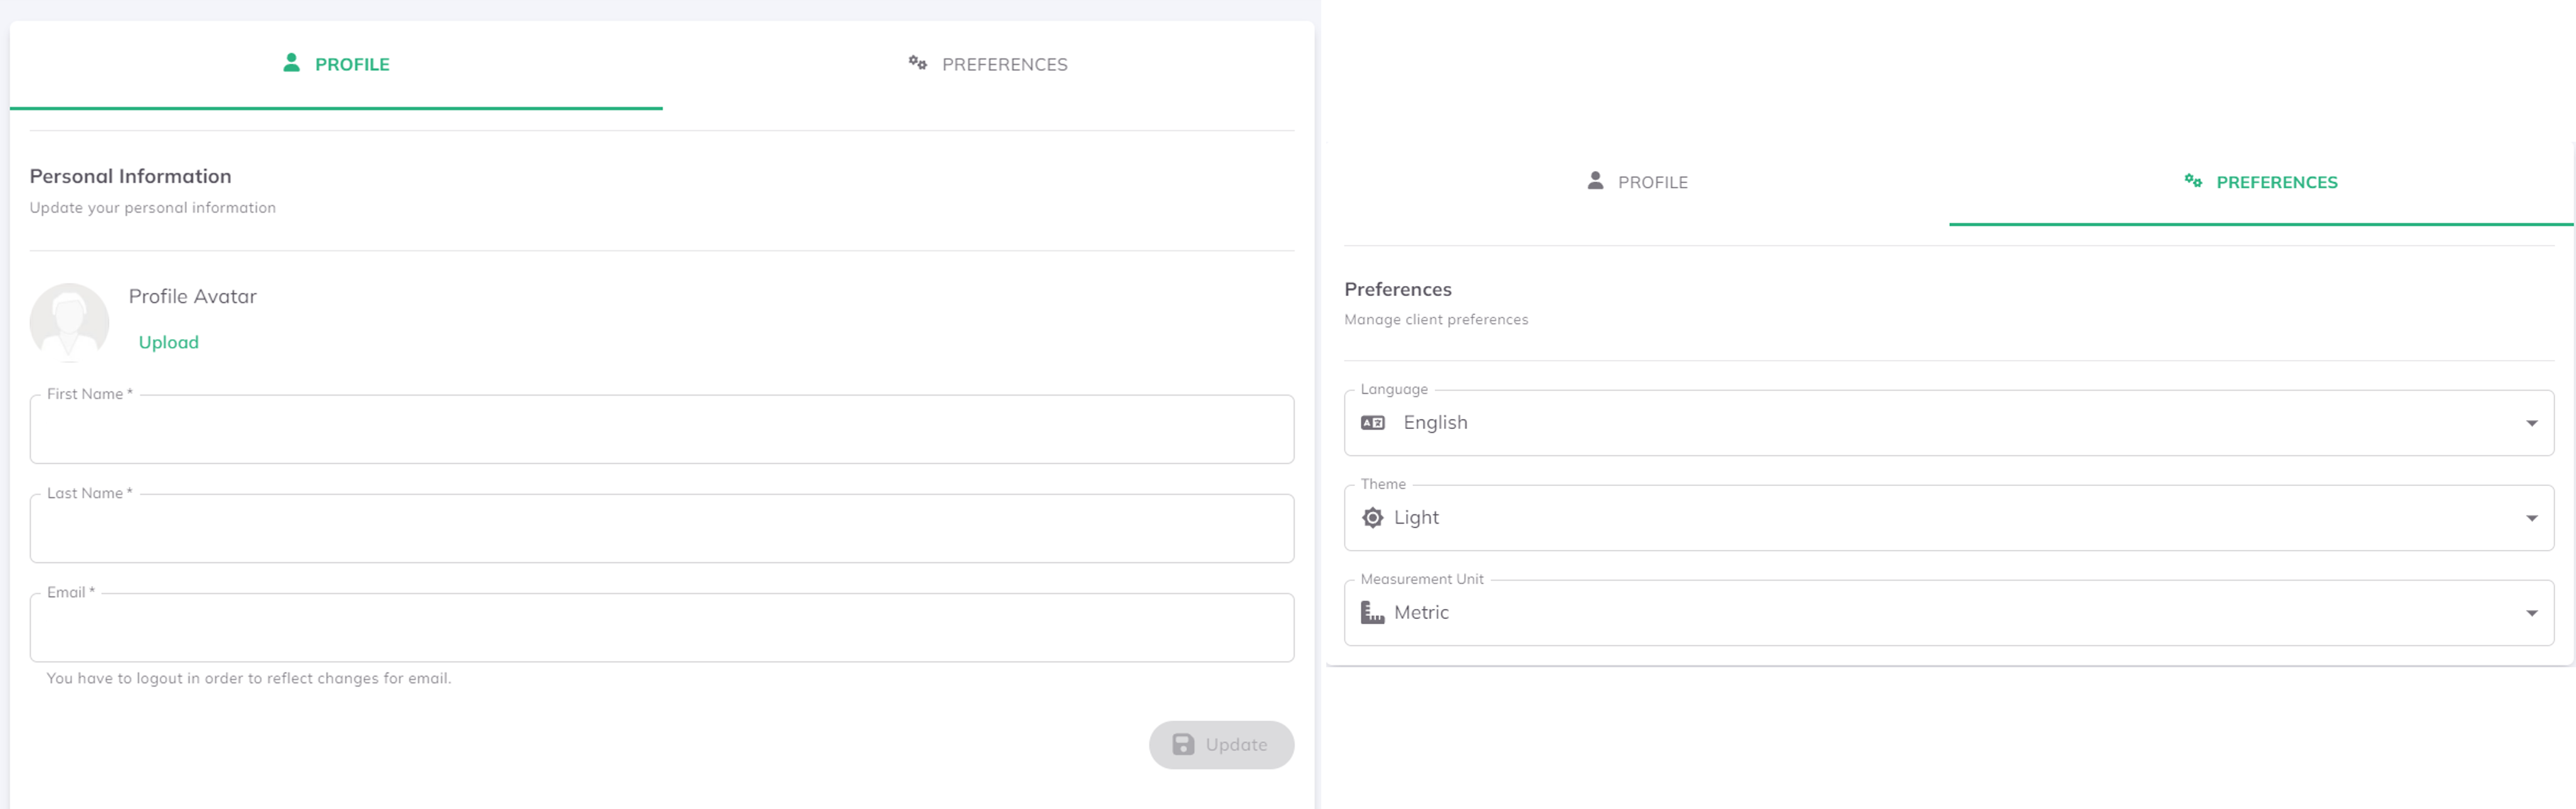 PROFILE
PREFERENCES
Personal Information
Update your personal information
Profile Avatar
Upload
First Name *
Last Name *
Email *
You have to logout in order to reflect changes for email.
Update
PROFILE
PREFERENCES
Preferences
Manage client preferences
Language
English
Theme
Light
Measurement Unit
Metric